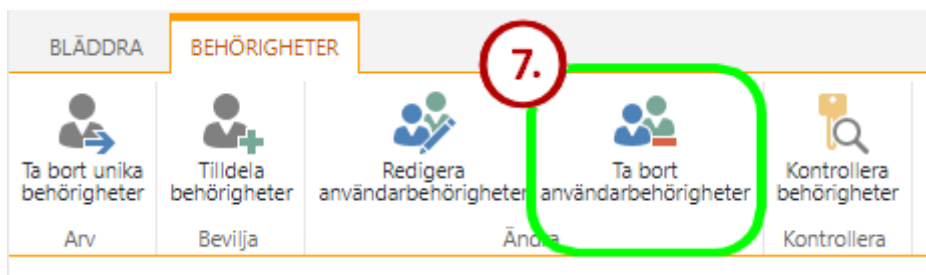 BLÄDDRA BEHÖRIGHETER
7.
Ta bort unika behörigheter
Tilldela behörigheter
Redigera användarbehörigheter
Ta bort användarbehörigheter
Kontrollera behörigheter
Arv Bevilja Ändra Kontrollera